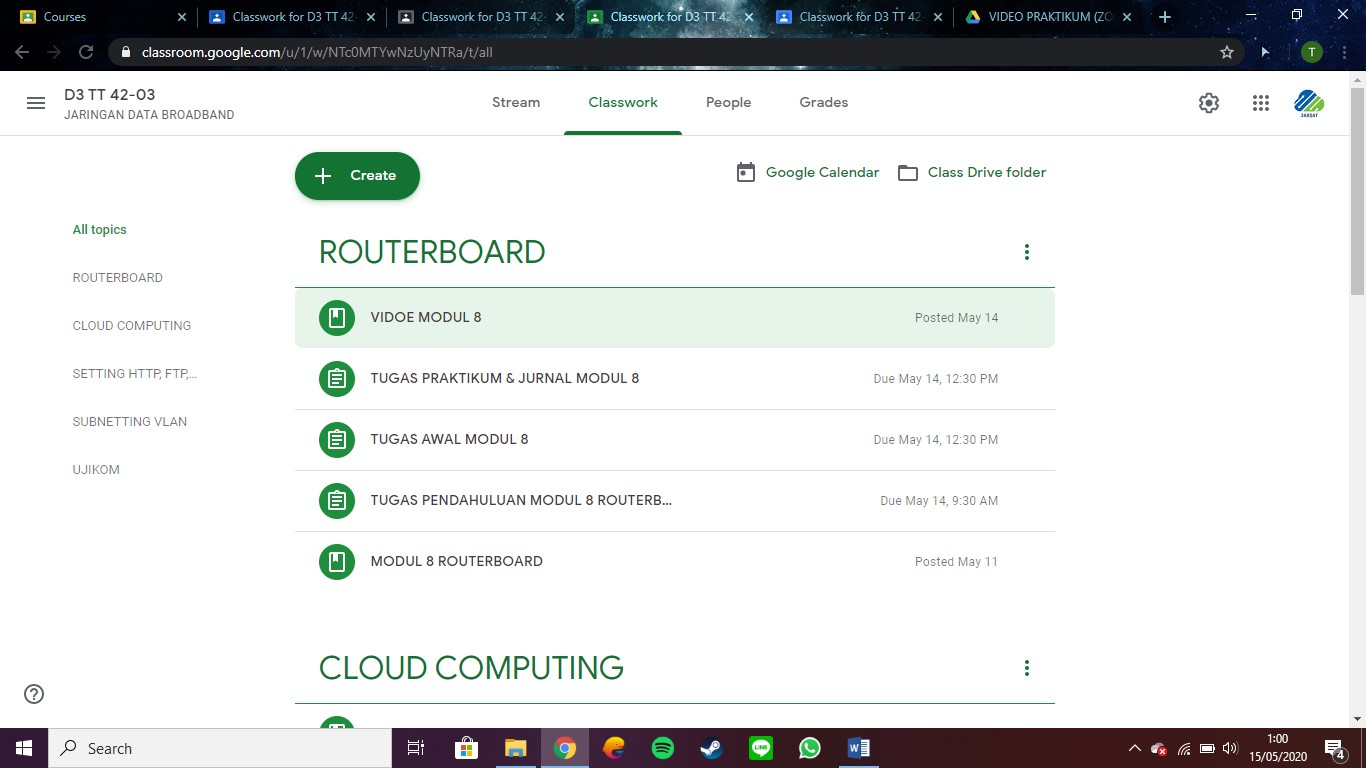 Courses
Classwork for D3 TT 42-
Classwork for D3 TT 42-
Classwork for D3 TT 42-
Classwork for D3 TT 42-
VIDEO PRAKTIKUM (ZO
classroom.google.com/u/1/w/NTc0MTYwNzUyNTRa/t/all
T
D3 TT 42-03
JARINGAN DATA BROADBAND
Stream
Classwork
People
Grades
JARDAT
Create
Google Calendar
Class Drive folder
All topics
ROUTERBOARD
CLOUD COMPUTING
SETTING HTTP, FTP,...
SUBNETTING VLAN
UJIKOM
ROUTERBOARD
VIDOE MODUL 8
Posted May 14
TUGAS PRAKTIKUM & JURNAL MODUL 8
Due May 14, 12:30 PM
TUGAS AWAL MODUL 8
Due May 14, 12:30 PM
TUGAS PENDAHULUAN MODUL 8 ROUTERB...
Due May 14, 9:30 AM
MODUL 8 ROUTERBOARD
Posted May 11
CLOUD COMPUTING
Search
LINE
W
1:00
15/05/2020
4